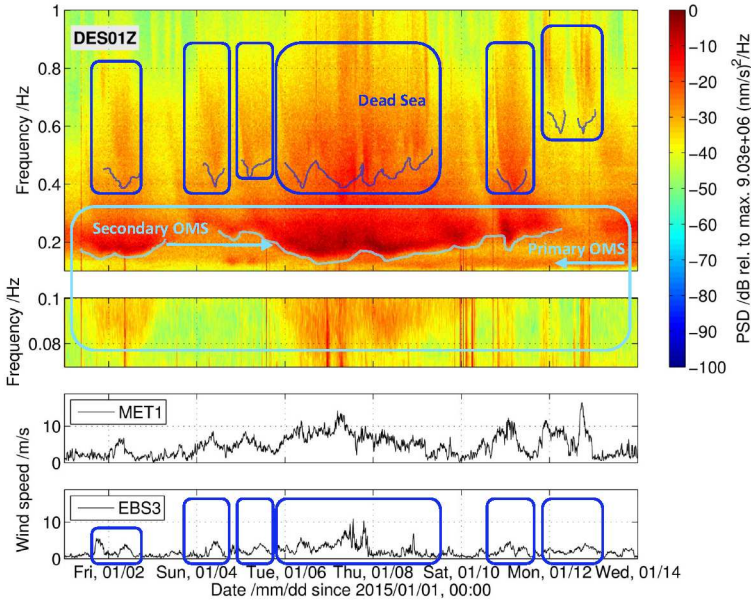 DES01Z
Dead Sea
Secondary OMS
Primary OMS
Frequency /Hz
1
0.8
0.6
0.4
0.2
Frequency /Hz
0.1
0.08
0
−10
−20
−30
−40
−50
−60
−70
−80
−90
−100
PSD /dB rel. to max. 9.03e+06 (nm/s)²/Hz
MET1
10
0
EBS3
10
0
Wind speed /m/s
Fri, 01/02 Sun, 01/04 Tue, 01/06 Thu, 01/08 Sat, 01/10 Mon, 01/12 Wed, 01/14
Date /mm/dd since 2015/01/01, 00:00